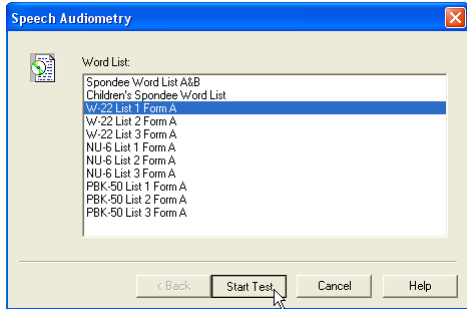 Speech Audiometry
Word List:
Spondee Word List A&B
Children's Spondee Word List
W-22 List 1 Form A
W-22 List 2 Form A
W-22 List 3 Form A
NU-6 List 1 Form A
NU-6 List 2 Form A
NU-6 List 3 Form A
PBK-50 List 1 Form A
PBK-50 List 2 Form A
PBK-50 List 3 Form A
< Back Start Test Cancel Help